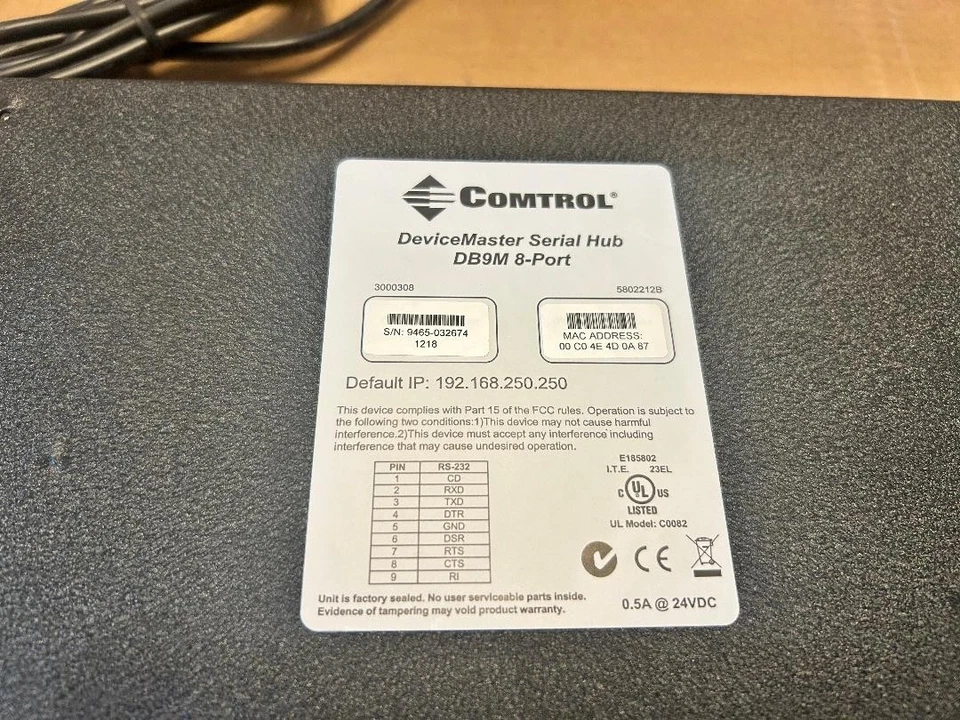 COMTROL®
DeviceMaster Serial Hub
DB9M 8-Port
3000308
5802212B
S/N: 9465-032674
1218
MAC ADDRESS:
00 C0 4E 4D 0A 87
Default IP: 192.168.250.250
This device complies with Part 15 of the FCC rules. Operation is subject to
the following two conditions:1)This device may not cause harmful
interference.2)This device must accept any interference including
interference that may cause undesired operation.
PIN RS-232
1 CD
2 RXD
3 TXD
4 DTR
5 GND
6 DSR
7 RTS
8 CTS
9 RI
E185802
I.T.E. 23EL
C UL US
LISTED
UL Model: C0082
CE
Unit is factory sealed. No user serviceable parts inside.
Evidence of tampering may void product warranty.
0.5A @ 24VDC